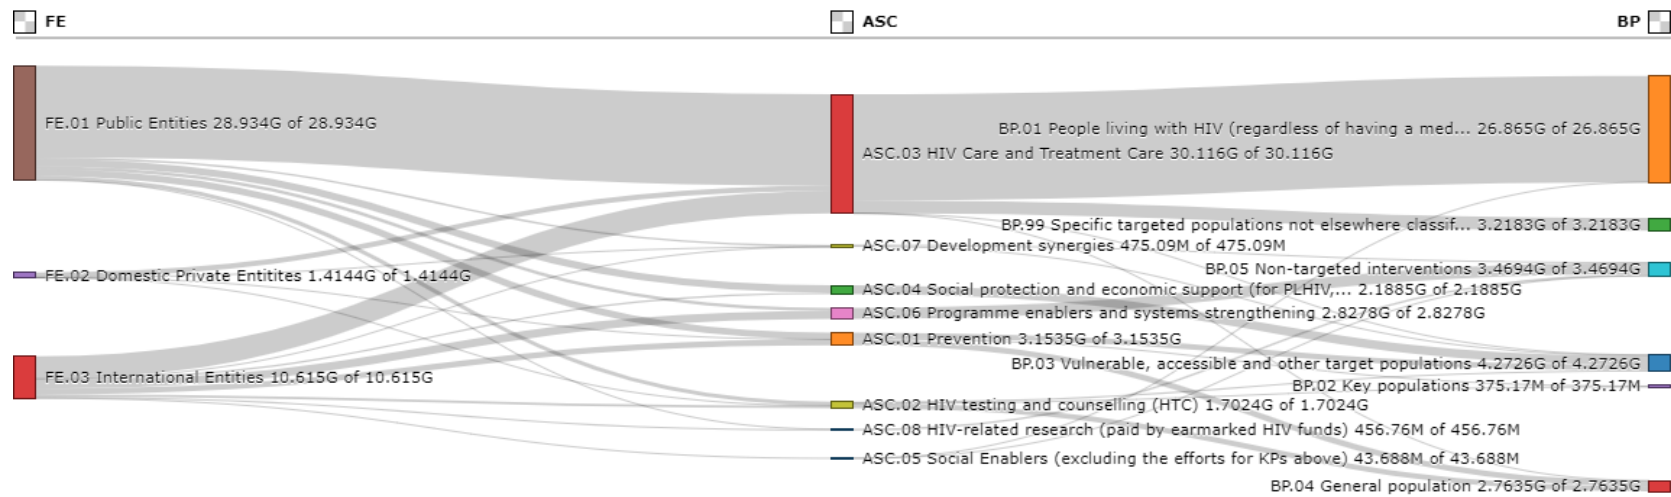 FE
ASC
BP
FE.01 Public Entities 28.934G of 28.934G
BP.01 People living with HIV (regardless of having a med... 26.865G of 26.865G
ASC.03 HIV Care and Treatment Care 30.116G of 30.116G
BP.99 Specific targeted populations not elsewhere classif... 3.2183G of 3.2183G
ASC.07 Development synergies 475.09M of 475.09M
BP.05 Non-targeted interventions 3.4694G of 3.4694G
FE.02 Domestic Private Entitites 1.4144G of 1.4144G
ASC.04 Social protection and economic support (for PLHIV,... 2.1885G of 2.1885G
ASC.06 Programme enablers and systems strengthening 2.8278G of 2.8278G
ASC.01 Prevention 3.1535G of 3.1535G
BP.03 Vulnerable, accessible and other target populations 4.2726G of 4.2726G
FE.03 International Entities 10.615G of 10.615G
BP.02 Key populations 375.17M of 375.17M
ASC.02 HIV testing and counselling (HTC) 1.7024G of 1.7024G
ASC.08 HIV-related research (paid by earmarked HIV funds) 456.76M of 456.76M
ASC.05 Social Enablers (excluding the efforts for KPs above) 43.688M of 43.688M
BP.04 General population 2.7635G of 2.7635G